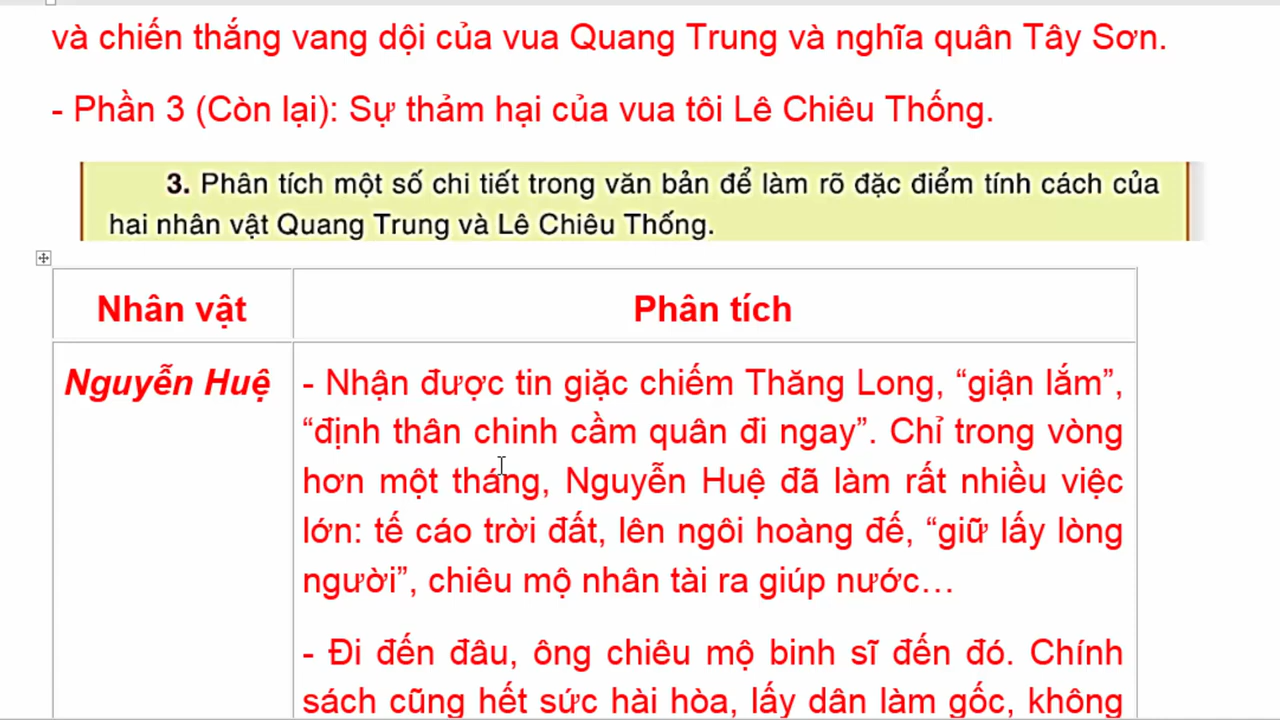 và chiến thắng vang dội của vua Quang Trung và nghĩa quân Tây Sơn.
- Phần 3 (Còn lại): Sự thảm hại của vua tôi Lê Chiêu Thống.
3. Phân tích một số chi tiết trong văn bản để làm rõ đặc điểm tính cách của
hai nhân vật Quang Trung và Lê Chiêu Thống.
Nhân vật
Phân tích
Nguyễn Huệ
- Nhận được tin giặc chiếm Thăng Long, “giận lắm”,
“định thân chinh cầm quân đi ngay”. Chỉ trong vòng
hơn một tháng, Nguyễn Huệ đã làm rất nhiều việc
lớn: tế cáo trời đất, lên ngôi hoàng đế, “giữ lấy lòng
người”, chiêu mộ nhân tài ra giúp nước…
- Đi đến đâu, ông chiêu mộ binh sĩ đến đó. Chính
sách cũng hết sức hài hòa, lấy dân làm gốc, không